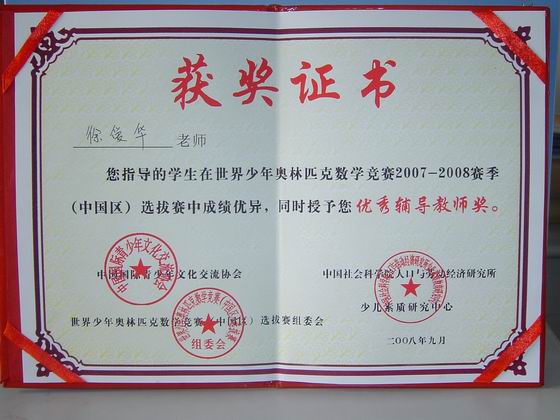 获奖证书
徐俊华 老师
您指导的学生在世界少年奥林匹克数学竞赛2007-2008赛季
(中国区)选拔赛中成绩优异,同时授予您优秀辅导教师奖。
中国国际青少年文化交流协会
中国社会科学院人口与劳动经济研究所
少儿素质研究中心
世界少年奥林匹克数学竞赛(中国区)选拔赛组委会
组委会
二00八年九月